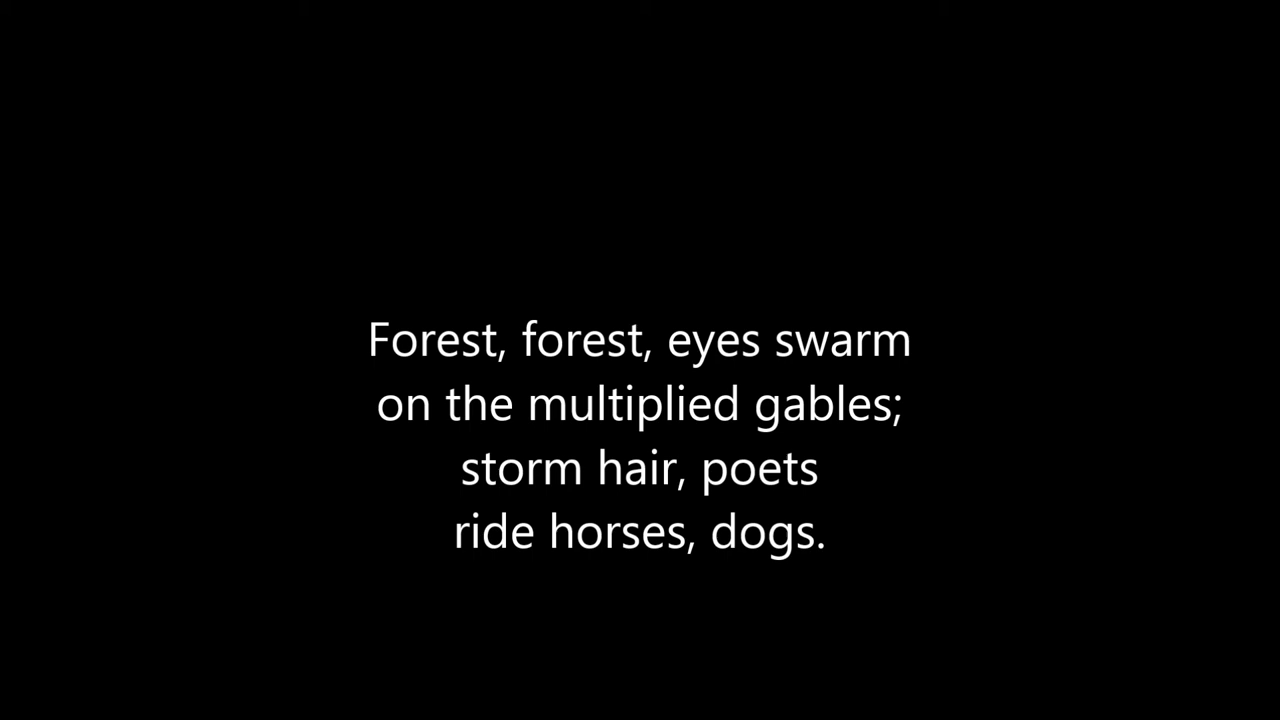 Forest, forest, eyes swarm
on the multiplied gables;
storm hair, poets
ride horses, dogs.